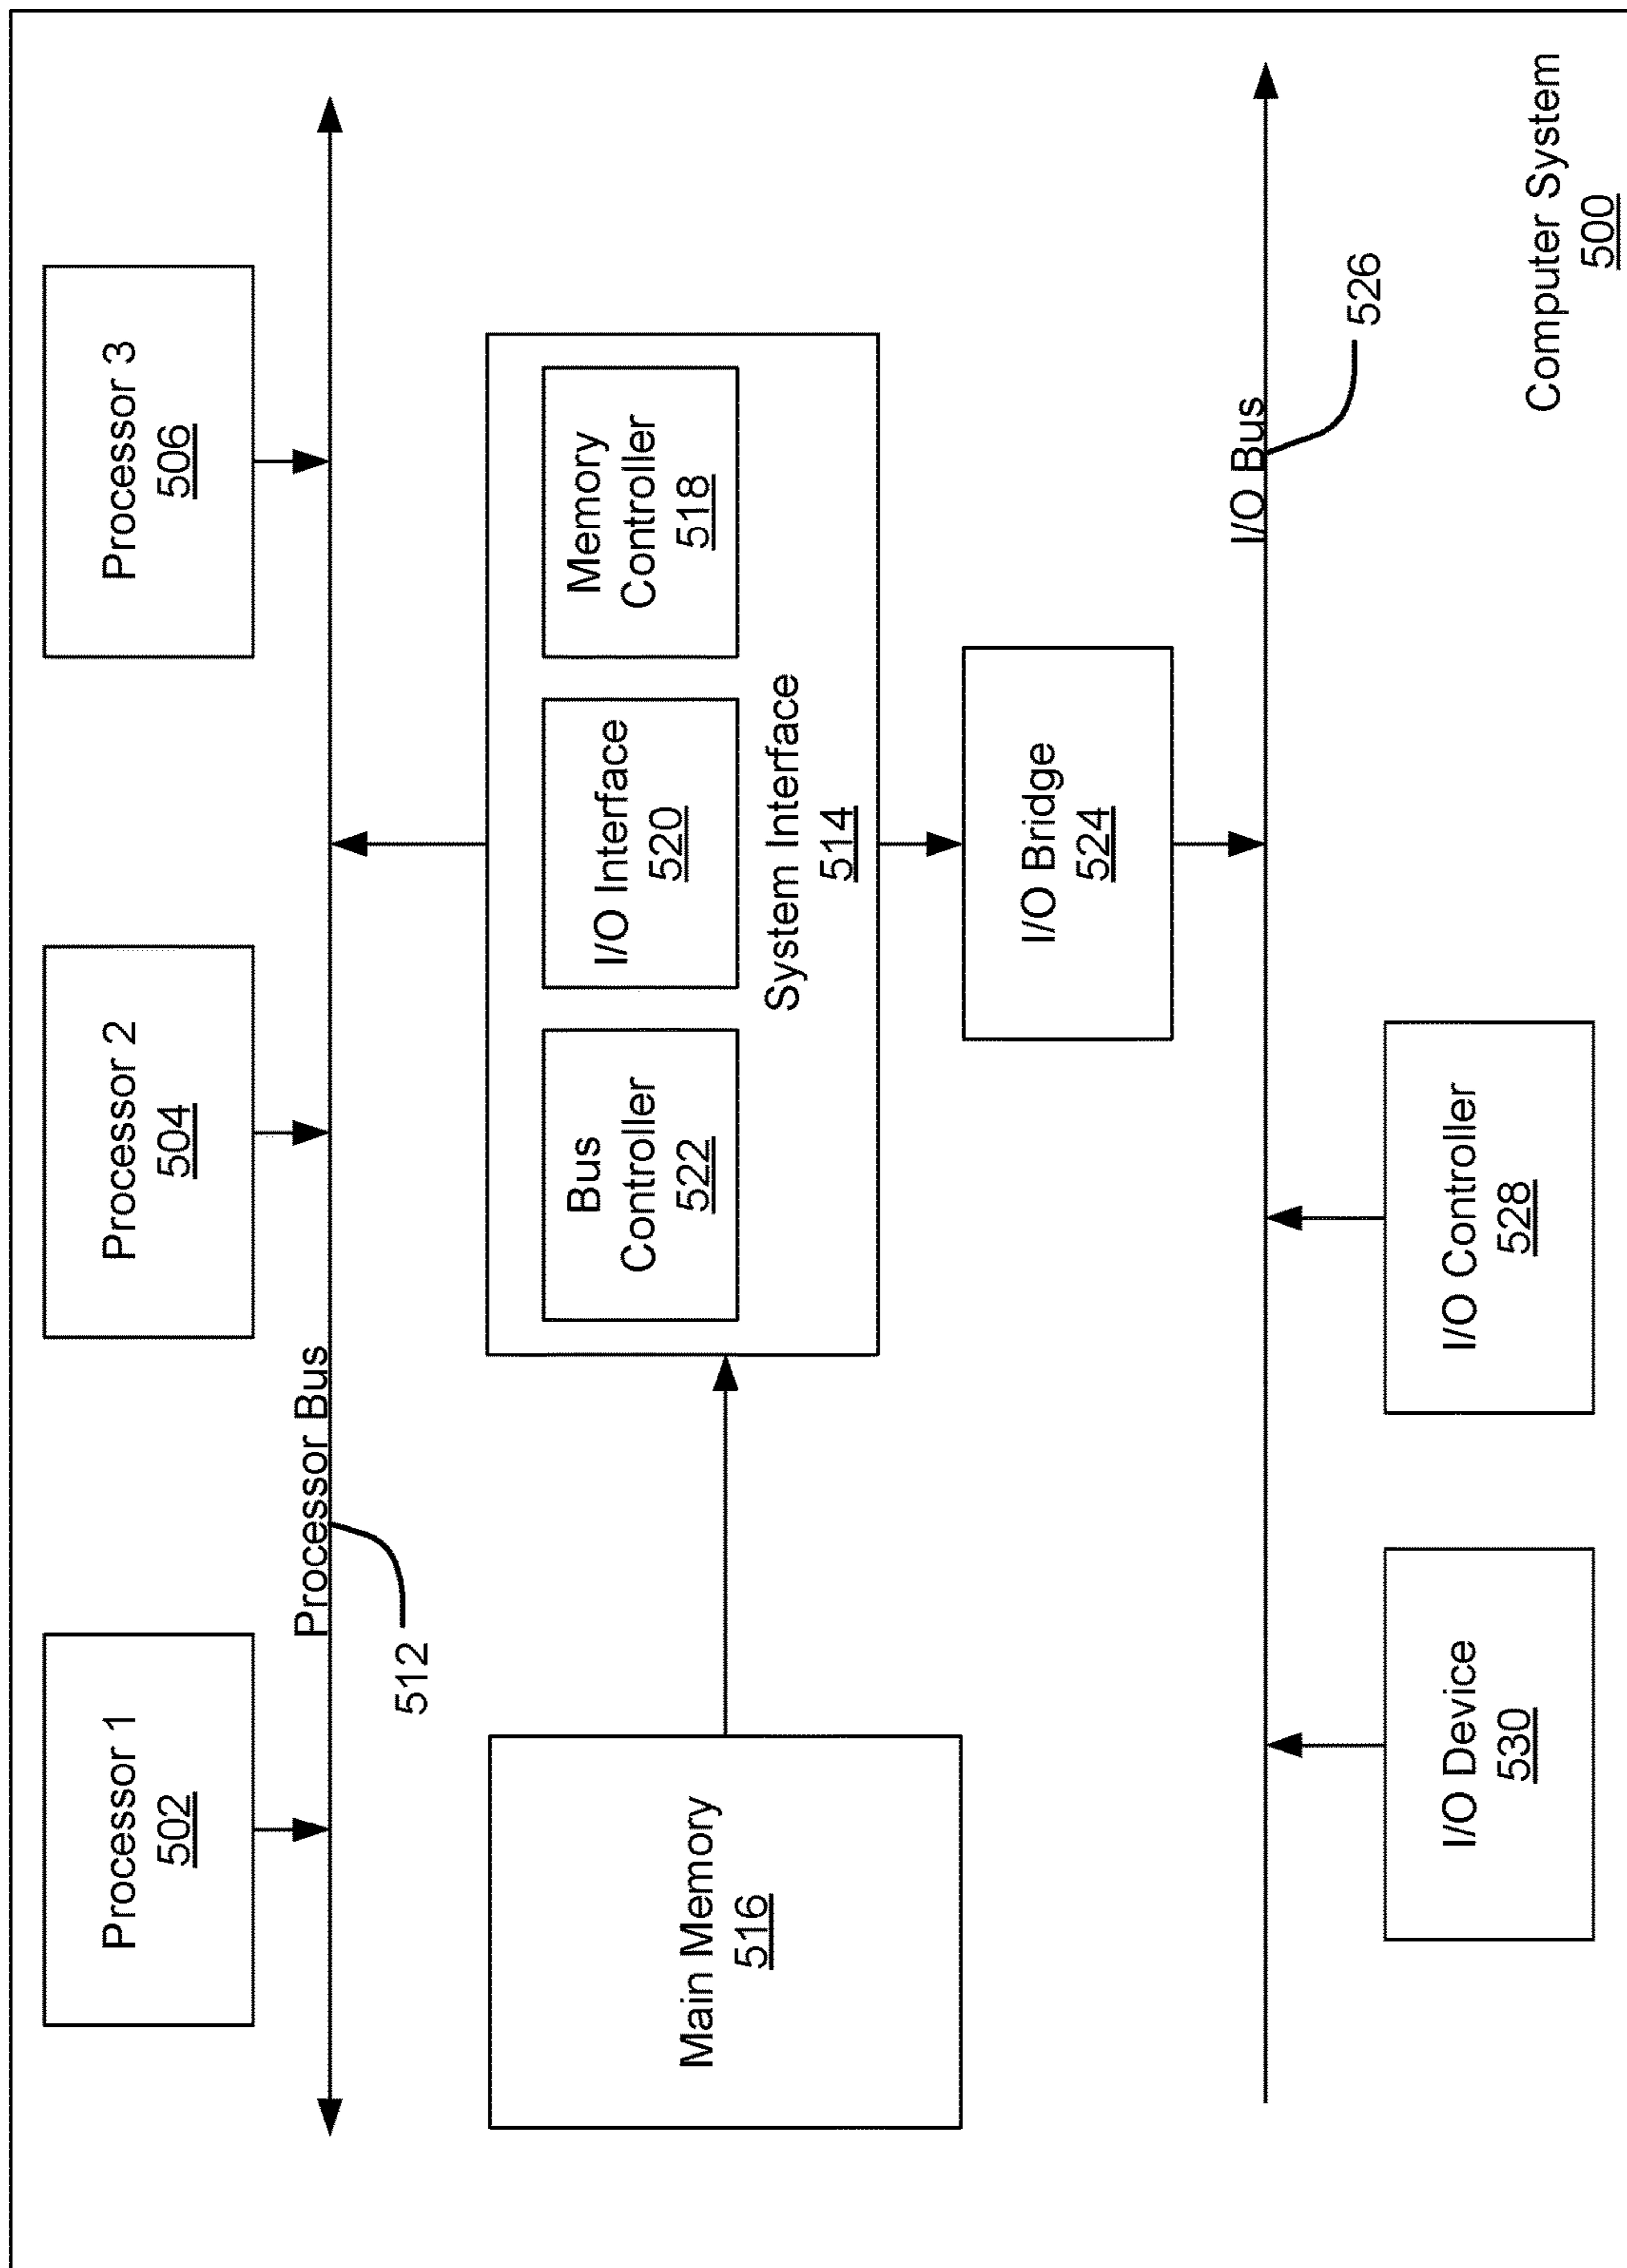 Processor 1
502
Processor 2
504
Processor 3
506
Processor Bus
512
Main Memory
516
Bus
Controller
522
I/O Interface
520
Memory
Controller
518
System Interface
514
I/O Bridge
524
I/O Bus
526
I/O Device
530
I/O Controller
528
Computer System
500